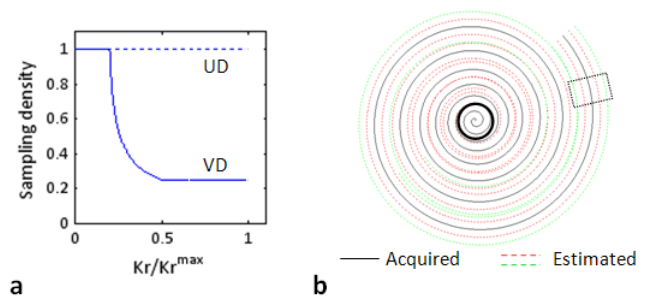 Sampling density
1
0.8
0.6
0.4
0.2
0
0
0.5
1
Kr/Kr^max
UD
VD
a
b
Acquired
Estimated